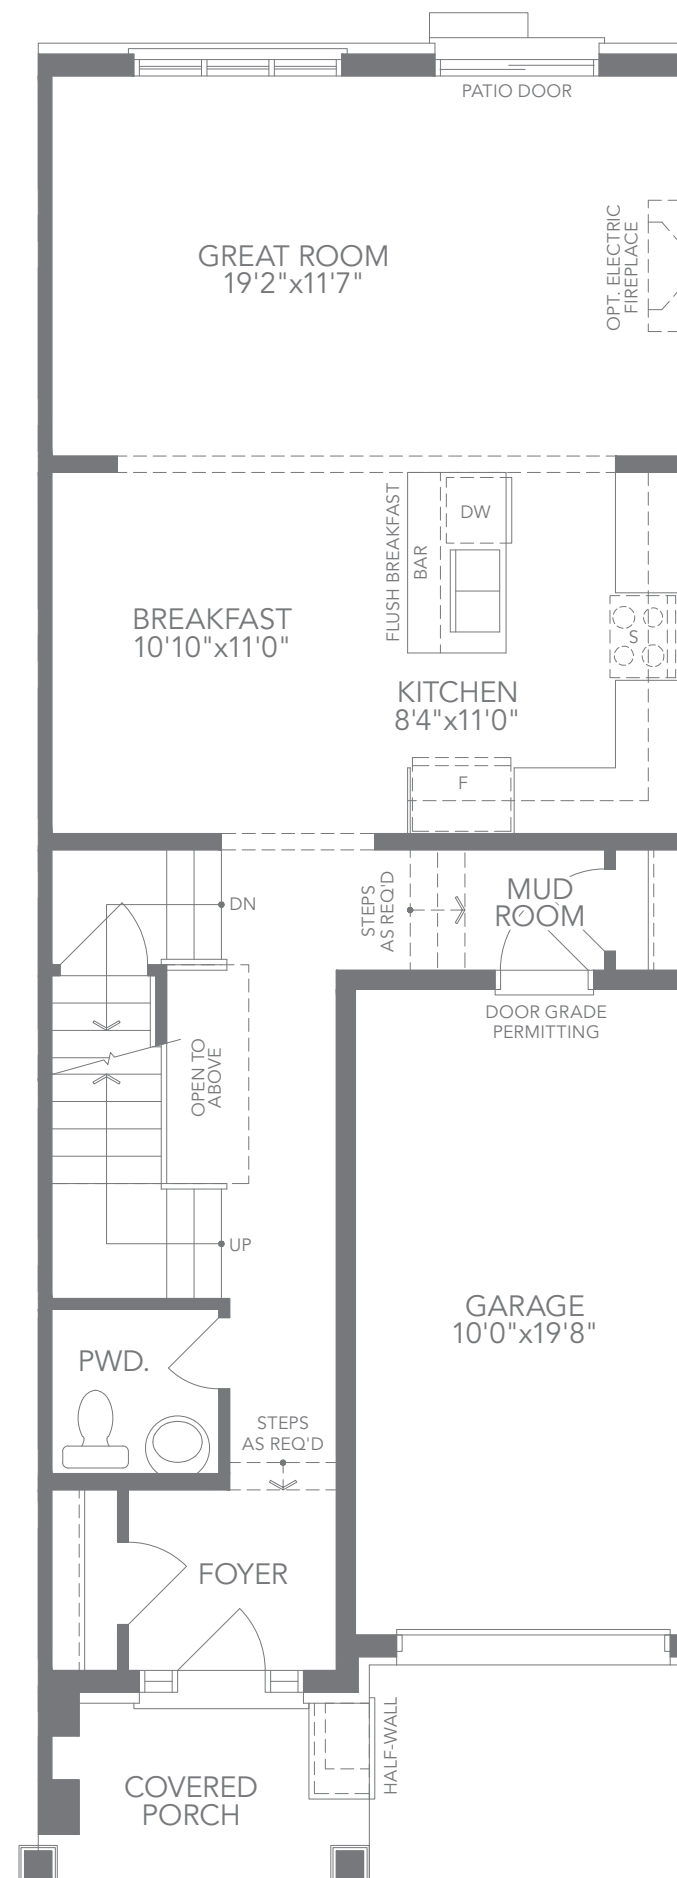 PATIO DOOR
OPT. ELECTRIC
FIREPLACE
GREAT ROOM
19'2"x11'7"
FLUSH BREAKFAST
BAR
DW
BREAKFAST
10'10"x11'0"
S
KITCHEN
8'4"x11'0"
F
DN
STEPS
AS REQ'D
MUD
ROOM
DOOR GRADE
PERMITTING
OPEN TO
ABOVE
UP
GARAGE
10'0"x19'8"
PWD.
STEPS
AS REQ'D
FOYER
HALF-WALL
COVERED
PORCH